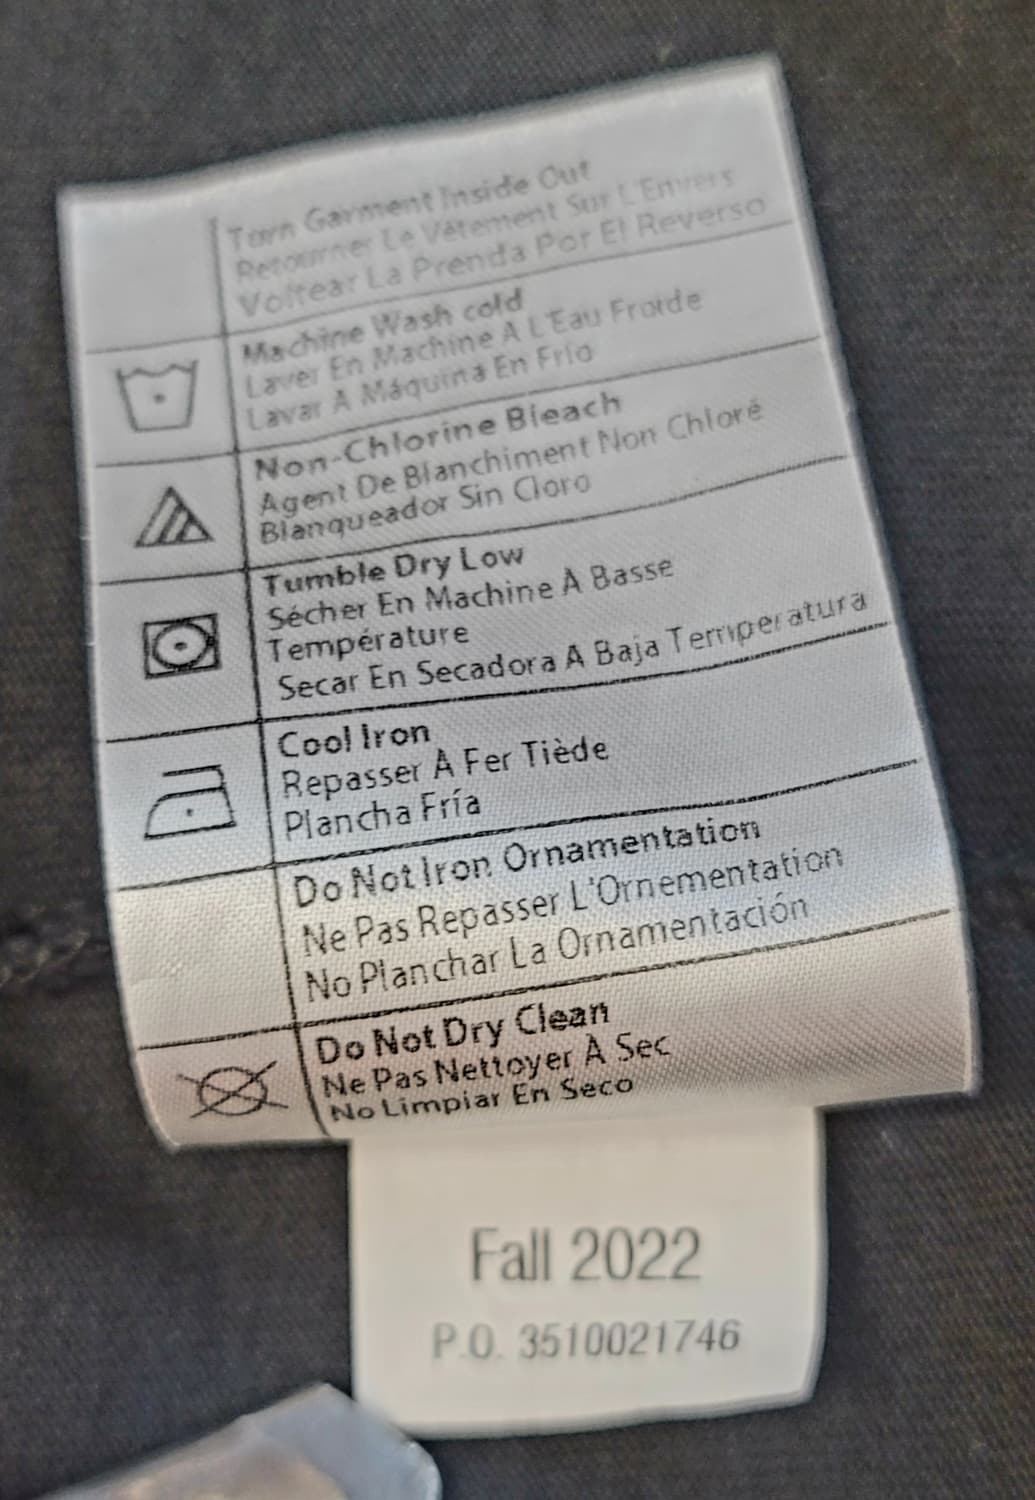 Turn Garment Inside Out
Retourner Le Vêtement Sur L'Envers
Voltear La Prenda Por El Reverso
Machine Wash cold
Laver En Machine A L'Eau Froide
Lavar A Máquina En Frío
Non-Chlorine Bleach
Agent De Blanchiment Non Chloré
Blanqueador Sin Cloro
Tumble Dry Low
Sécher En Machine A Basse
Température
Secar En Secadora A Baja Temperatura
Cool Iron
Repasser A Fer Tiède
Plancha Fría
Do Not Iron Ornamentation
Ne Pas Repasser L'Ornementation
No Planchar La Ornamentación
Do Not Dry Clean
Ne Pas Nettoyer A Sec
No Limpiar En Seco
Fall 2022
P.O. 3510021746